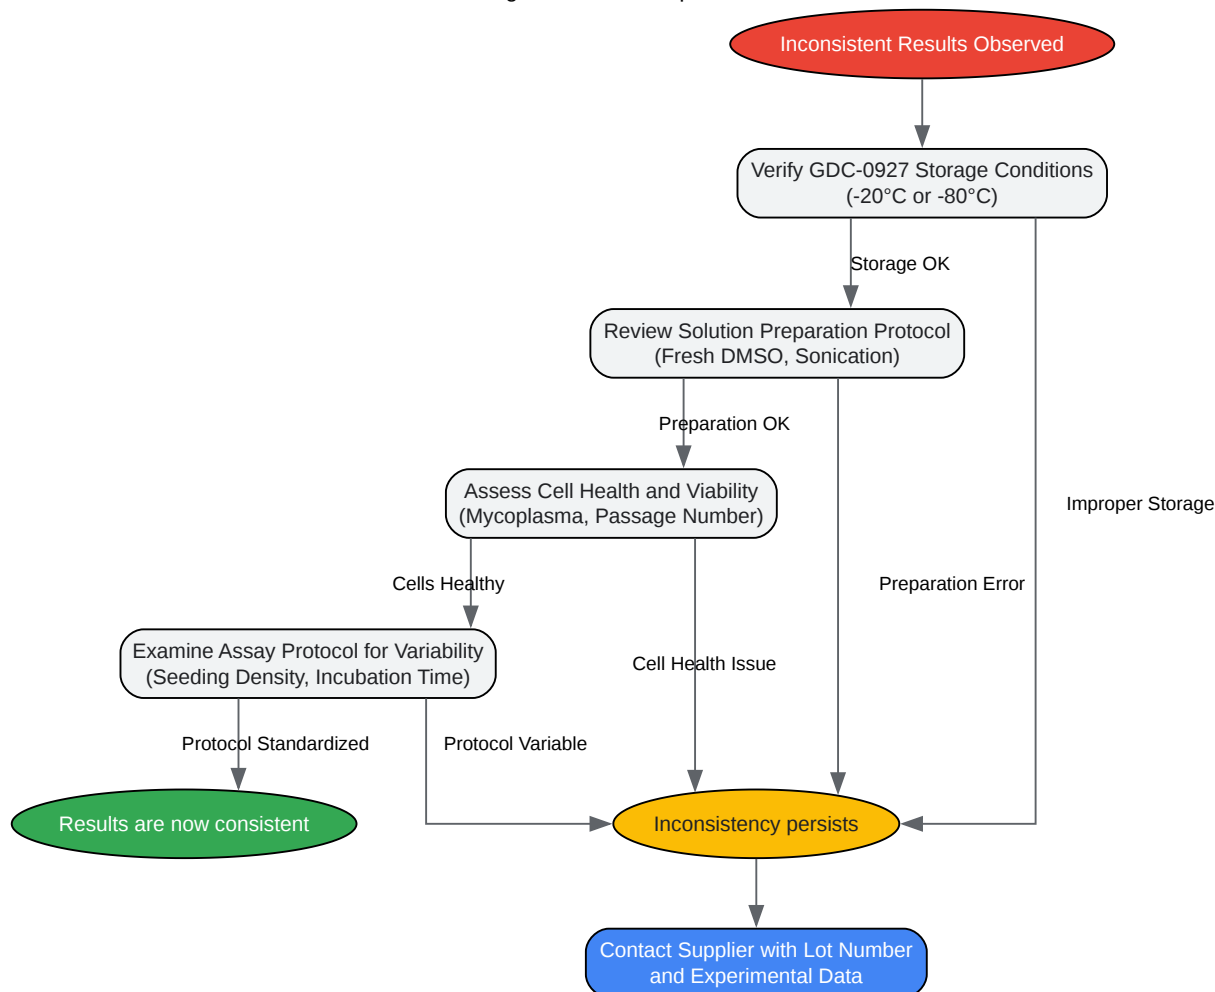 Inconsistent Results Observed
Verify GDC-0927 Storage Conditions
(-20°C or -80°C)
Storage OK
Review Solution Preparation Protocol
(Fresh DMSO, Sonication)
Preparation OK
Assess Cell Health and Viability
(Mycoplasma, Passage Number)
Improper Storage
Cells Healthy
Preparation Error
Examine Assay Protocol for Variability
(Seeding Density, Incubation Time)
Cell Health Issue
Protocol Standardized
Protocol Variable
Results are now consistent
Inconsistency persists
Contact Supplier with Lot Number
and Experimental Data